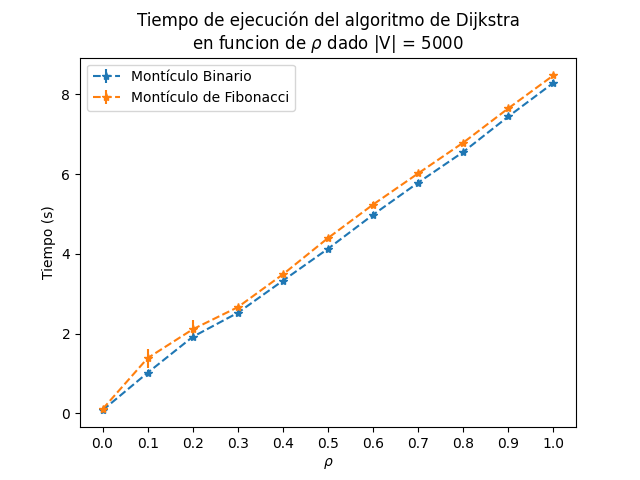 Tiempo de ejecución del algoritmo de Dijkstra
en funcion de ρ dado |V| = 5000
Montículo Binario
Montículo de Fibonacci
Tiempo (s)
8
6
4
2
0
0.0 0.1 0.2 0.3 0.4 0.5 0.6 0.7 0.8 0.9 1.0
ρ